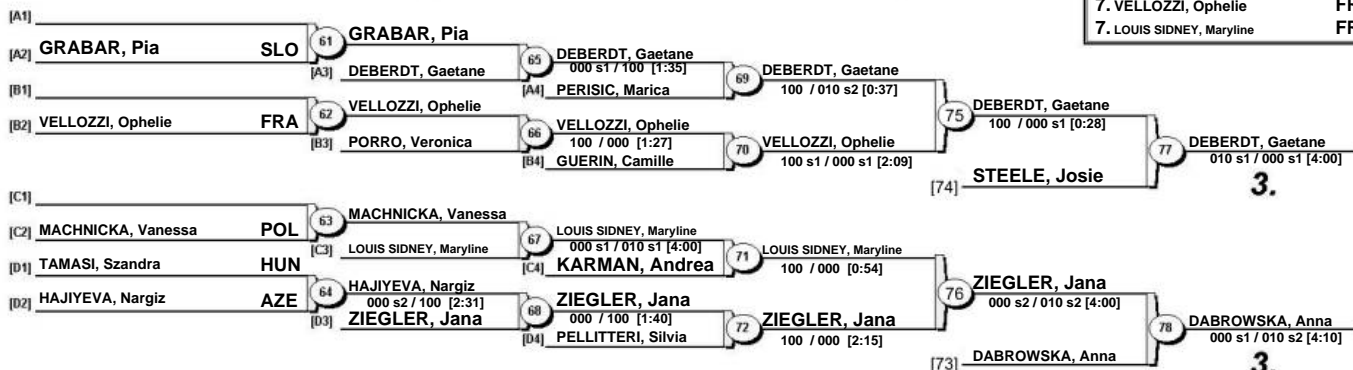 7. VELLOZZI, Ophelie
7. LOUIS SIDNEY, Maryline
[A1]
[A2] GRABAR, Pia SLO
61
GRABAR, Pia
[A3] DEBERDT, Gaetane
65
DEBERDT, Gaetane
000 s1 / 100 [1:35]
[A4] PERISIC, Marica
69
DEBERDT, Gaetane
100 / 010 s2 [0:37]
[B1]
[B2] VELLOZZI, Ophelie FRA
62
VELLOZZI, Ophelie
[B3] PORRO, Veronica
66
VELLOZZI, Ophelie
100 / 000 [1:27]
[B4] GUERIN, Camille
70
VELLOZZI, Ophelie
100 s1 / 000 s1 [2:09]
75
DEBERDT, Gaetane
100 / 000 s1 [0:28]
[74] STEELE, Josie
77
DEBERDT, Gaetane
010 s1 / 000 s1 [4:00]
3.
[C1]
[C2] MACHNICKA, Vanessa POL
63
MACHNICKA, Vanessa
[C3] LOUIS SIDNEY, Maryline
67
LOUIS SIDNEY, Maryline
000 s1 / 010 s1 [4:00]
[C4] KARMAN, Andrea
71
LOUIS SIDNEY, Maryline
100 / 000 [0:54]
[D1] TAMASI, Szandra HUN
[D2] HAJIYEVA, Nargiz AZE
64
HAJIYEVA, Nargiz
000 s2 / 100 [2:31]
[D3] ZIEGLER, Jana
68
ZIEGLER, Jana
000 / 100 [1:40]
[D4] PELLITTERI, Silvia
72
ZIEGLER, Jana
100 / 000 [2:15]
76
ZIEGLER, Jana
000 s2 / 010 s2 [4:00]
[73] DABROWSKA, Anna
78
DABROWSKA, Anna
000 s1 / 010 s2 [4:10]
3.